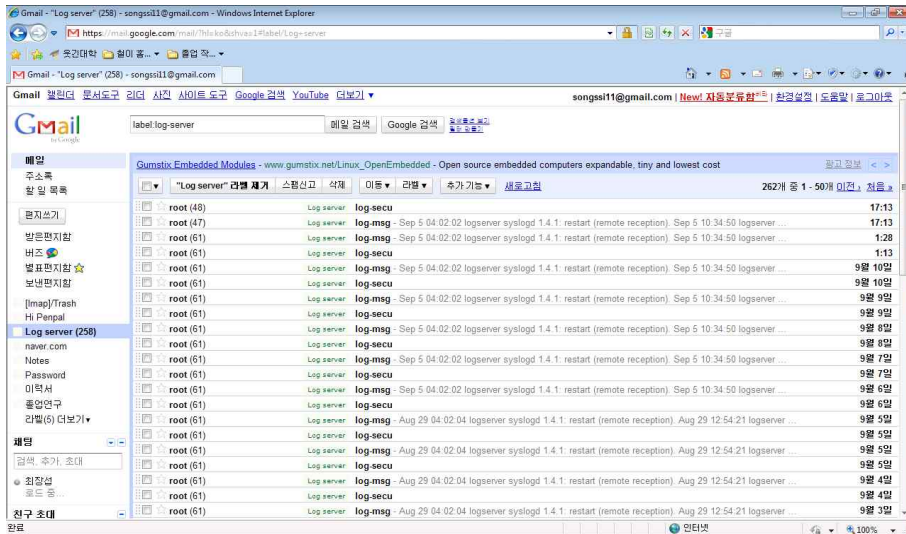 Gmail - "Log server" (258) - songssi11@gmail.com - Windows Internet Explorer
https://mail.google.com/mail/?hl=ko&shva=1#label/Log+server
구글
웃긴대학 철이 홈... 졸업 작...
Gmail - "Log server" (258) - songssi11@gmail.com
Gmail 캘린더 문서도구 리더 사진 사이트 도구 Google 검색 YouTube 더보기 ▼
songssi11@gmail.com | New! 자동분류함 | 환경설정 | 도움말 | 로그아웃
Gmail
by Google
label:log-server 메일 검색 Google 검색
메일
주소록
할 일 목록
편지쓰기
받은편지함
버즈
별표편지함
보낸편지함
[Imap]/Trash
Hi Penpal
Log server (258)
naver.com
Notes
Password
이력서
졸업연구
라벨(5) 더보기▼
채팅
검색, 추가, 초대
최장섭
로드 중...
친구 초대
Gumstix Embedded Modules - www.gumstix.net/Linux_OpenEmbedded - Open source embedded computers expandable, tiny and lowest cost 광고 정보 < >
"Log server" 라벨 제거 스팸신고 삭제 이동 ▼ 라벨 ▼ 추가 기능 ▼ 새로고침 262개 중 1 - 50개 이전 › 처음 »
root (48) Log server log-secu 17:13
root (47) Log server log-msg - Sep 5 04:02:02 logserver syslogd 1.4.1: restart (remote reception). Sep 5 10:34:50 logserver ... 17:13
root (61) Log server log-msg - Sep 5 04:02:02 logserver syslogd 1.4.1: restart (remote reception). Sep 5 10:34:50 logserver ... 1:28
root (61) Log server log-secu 1:13
root (61) Log server log-msg - Sep 5 04:02:02 logserver syslogd 1.4.1: restart (remote reception). Sep 5 10:34:50 logserver ... 9월 10일
root (61) Log server log-secu 9월 10일
root (61) Log server log-msg - Sep 5 04:02:02 logserver syslogd 1.4.1: restart (remote reception). Sep 5 10:34:50 logserver ... 9월 9일
root (61) Log server log-secu 9월 9일
root (61) Log server log-msg - Sep 5 04:02:02 logserver syslogd 1.4.1: restart (remote reception). Sep 5 10:34:50 logserver ... 9월 8일
root (61) Log server log-secu 9월 8일
root (61) Log server log-msg - Sep 5 04:02:02 logserver syslogd 1.4.1: restart (remote reception). Sep 5 10:34:50 logserver ... 9월 7일
root (61) Log server log-secu 9월 7일
root (61) Log server log-msg - Sep 5 04:02:02 logserver syslogd 1.4.1: restart (remote reception). Sep 5 10:34:50 logserver ... 9월 6일
root (61) Log server log-secu 9월 6일
root (61) Log server log-msg - Aug 29 04:02:04 logserver syslogd 1.4.1: restart (remote reception). Aug 29 12:54:21 logserver ... 9월 5일
root (61) Log server log-secu 9월 5일
root (61) Log server log-msg - Aug 29 04:02:04 logserver syslogd 1.4.1: restart (remote reception). Aug 29 12:54:21 logserver ... 9월 5일
root (61) Log server log-secu 9월 5일
root (61) Log server log-msg - Aug 29 04:02:04 logserver syslogd 1.4.1: restart (remote reception). Aug 29 12:54:21 logserver ... 9월 4일
root (61) Log server log-secu 9월 4일
root (61) Log server log-msg - Aug 29 04:02:04 logserver syslogd 1.4.1: restart (remote reception). Aug 29 12:54:21 logserver ... 9월 3일
완료 인터넷 100%